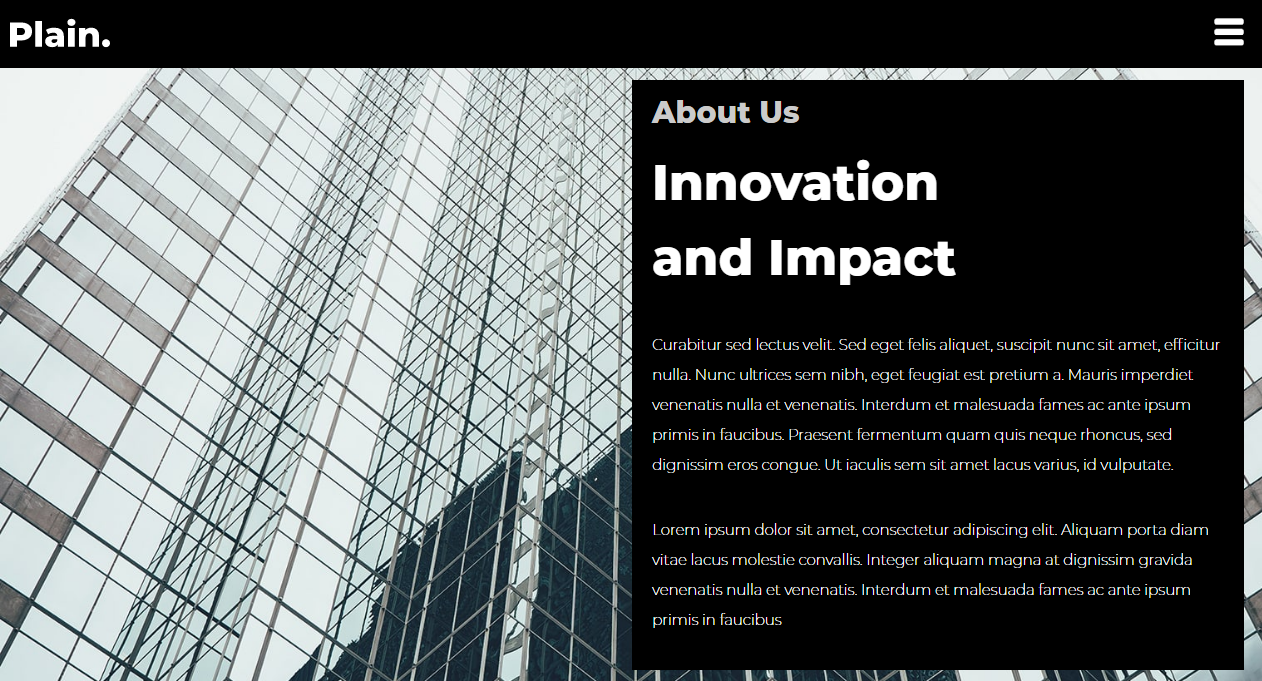 Plain.
About Us
Innovation
and Impact
Curabitur sed lectus velit. Sed eget felis aliquet, suscipit nunc sit amet, efficitur
nulla. Nunc ultrices sem nibh, eget feugiat est pretium a. Mauris imperdiet
venenatis nulla et venenatis. Interdum et malesuada fames ac ante ipsum
primis in faucibus. Praesent fermentum quam quis neque rhoncus, sed
dignissim eros congue. Ut iaculis sem sit amet lacus varius, id vulputate.
Lorem ipsum dolor sit amet, consectetur adipiscing elit. Aliquam porta diam
vitae lacus molestie convallis. Integer aliquam magna at dignissim gravida
venenatis nulla et venenatis. Interdum et malesuada fames ac ante ipsum
primis in faucibus